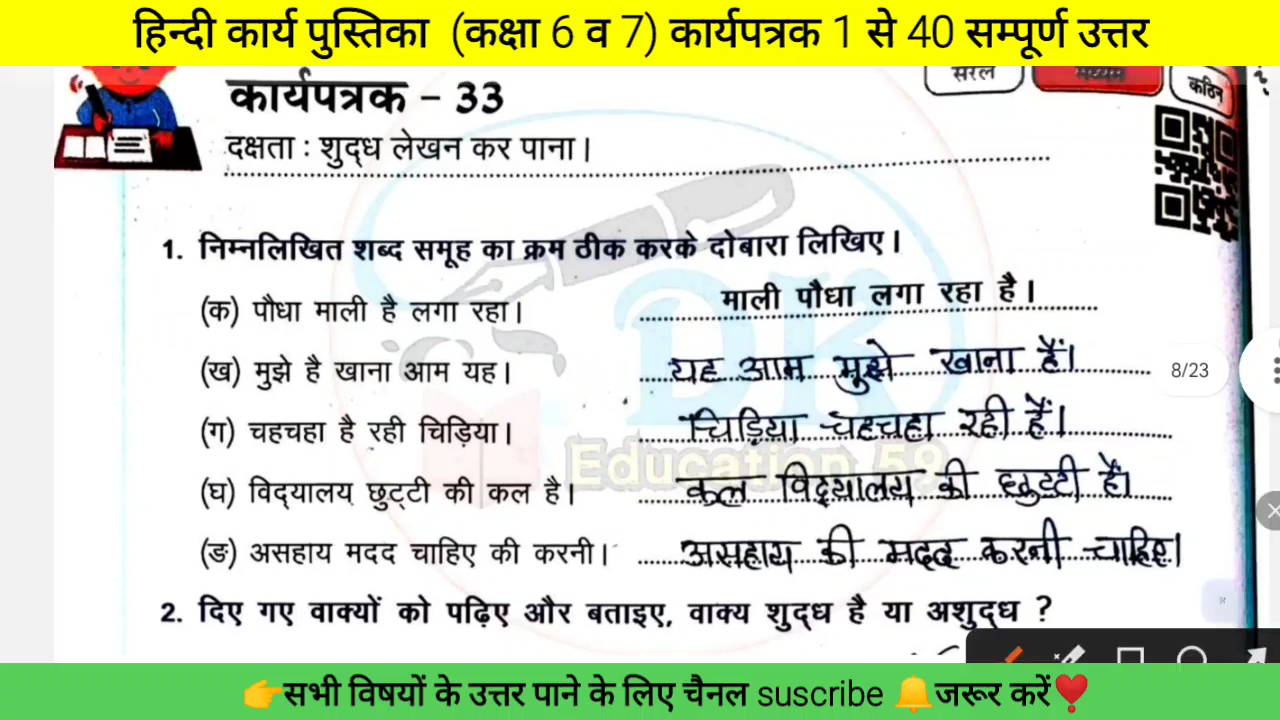 हिन्दी कार्य पुस्तिका (कक्षा 6 व 7) कार्यपत्रक 1 से 40 सम्पूर्ण उत्तर
सरल मध्यम कठिन
कार्यपत्रक - 33
दक्षता : शुद्ध लेखन कर पाना।
1. निम्नलिखित शब्द समूह का क्रम ठीक करके दोबारा लिखिए।
(क) पौधा माली है लगा रहा। माली पौधा लगा रहा है।
(ख) मुझे है खाना आम यह। यह आम मुझे खाना हैं।
8/23
(ग) चहचहा है रही चिड़िया। चिड़िया चहचहा रही हैं।
DK
Education 59
(घ) विद्यालय छुट्टी की कल है। कल विद्यालय की छुट्टी हैं।
(ङ) असहाय मदद चाहिए की करनी। असहाय की मदद करनी चाहिए।
2. दिए गए वाक्यों को पढ़िए और बताइए, वाक्य शुद्ध है या अशुद्ध ?
👉सभी विषयों के उत्तर पाने के लिए चैनल suscribe 🔔जरूर करें❣️